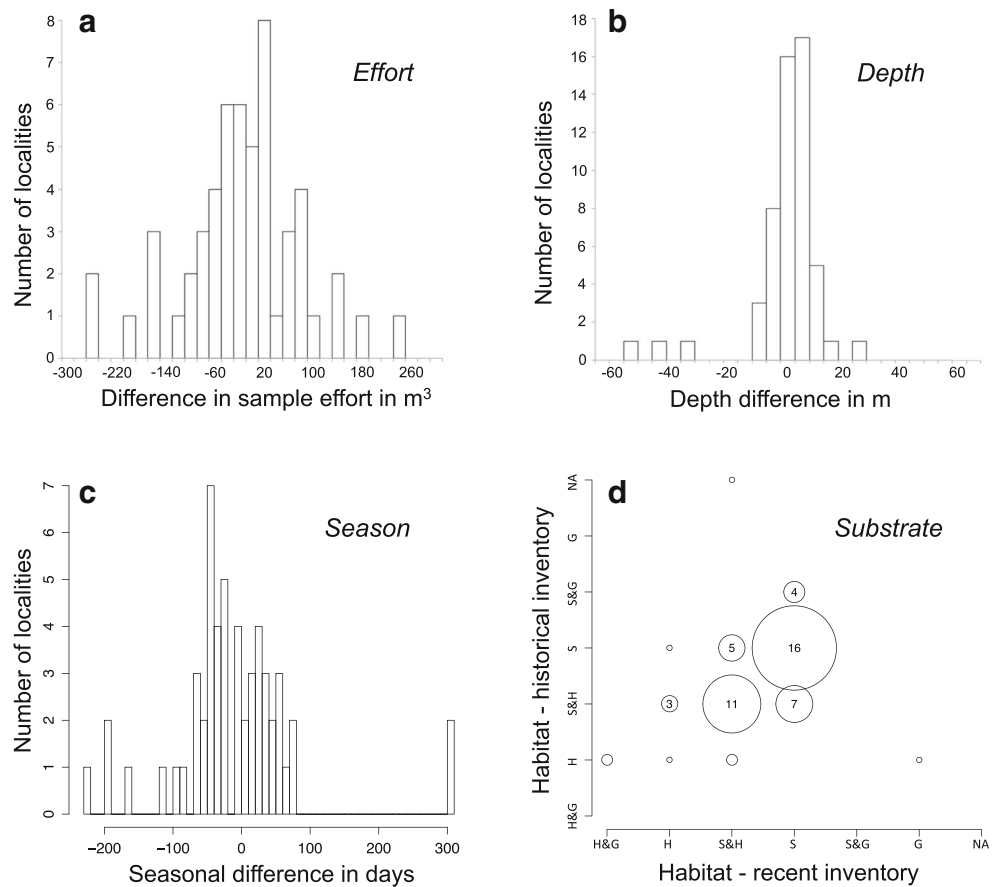 a
Effort
Number of localities
8
7
6
5
4
3
2
1
0
-300 -220 -140 -60 20 100 180 260
Difference in sample effort in m³
b
Depth
Number of localities
18
16
14
12
10
8
6
4
2
0
-60 -40 -20 0 20 40 60
Depth difference in m
c
Season
Number of localities
7
6
5
4
3
2
1
0
−200 −100 0 100 200 300
Seasonal difference in days
d
Substrate
Habitat - historical inventory
NA
G
S&G
S
S&H
H
H&G
4
5 16
3 11 7
H&G H S&H S S&G G NA
Habitat - recent inventory